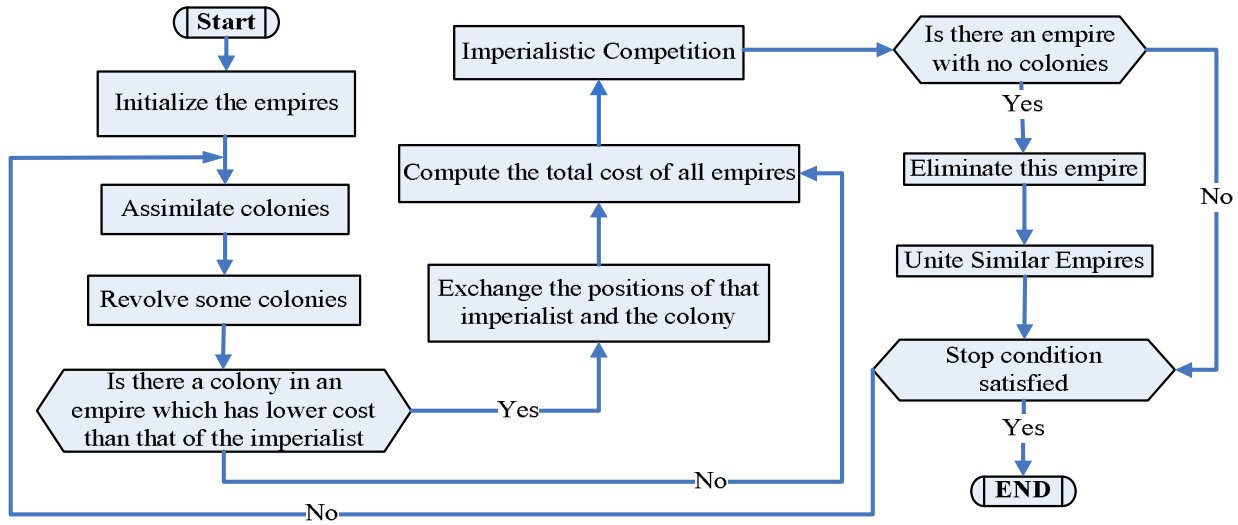 Start
Initialize the empires
Assimilate colonies
Revolve some colonies
Is there a colony in an
empire which has lower cost
than that of the imperialist
Yes
No
Exchange the positions of that
imperialist and the colony
Compute the total cost of all empires
Imperialistic Competition
Is there an empire
with no colonies
Yes
No
Eliminate this empire
Unite Similar Empires
Stop condition
satisfied
Yes
No
END